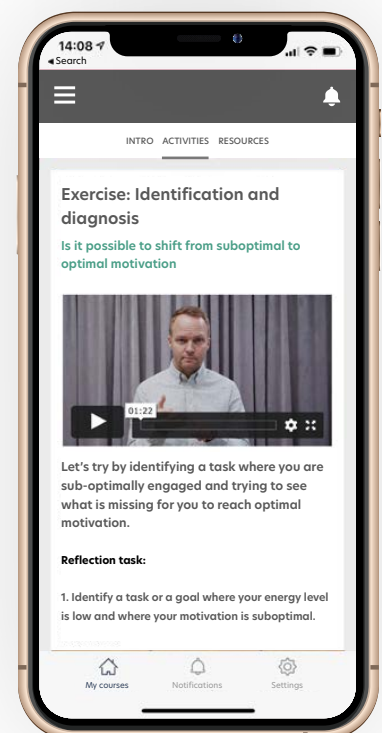 14:08
Search
INTRO ACTIVITIES RESOURCES
Exercise: Identification and
diagnosis
Is it possible to shift from suboptimal to
optimal motivation
01:22
Let's try by identifying a task where you are
sub-optimally engaged and trying to see
what is missing for you to reach optimal
motivation.
Reflection task:
1. Identify a task or a goal where your energy level
is low and where your motivation is suboptimal.
My courses Notifications Settings